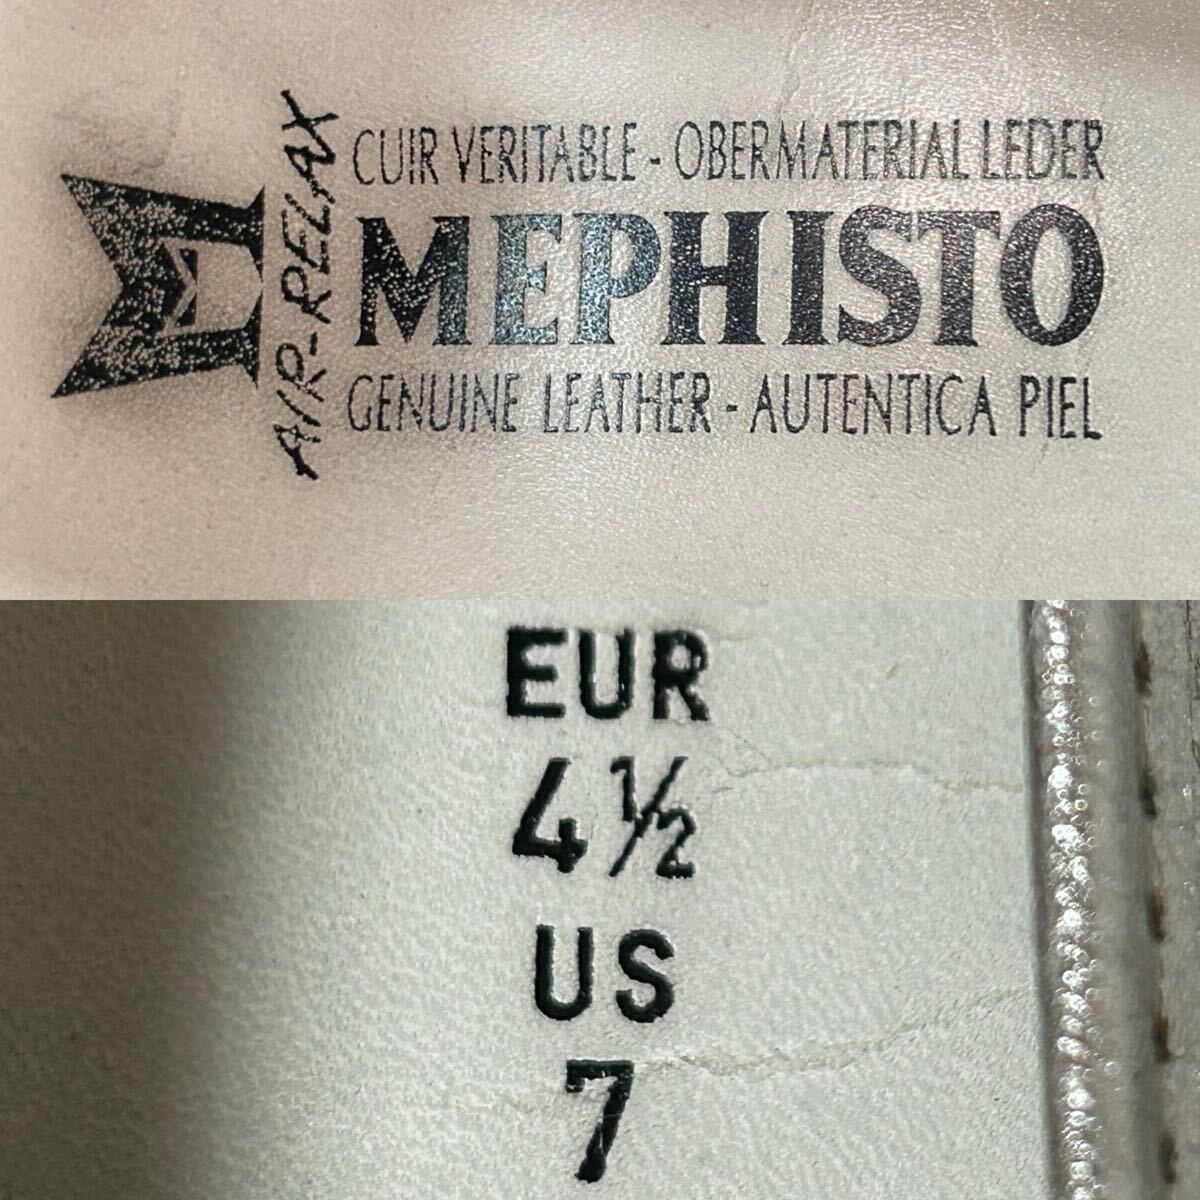 AIR-RELAX
CUIR VERITABLE - OBERMATERIAL LEDER
MEPHISTO
GENUINE LEATHER - AUTENTICA PIEL
EUR
4½
US
7